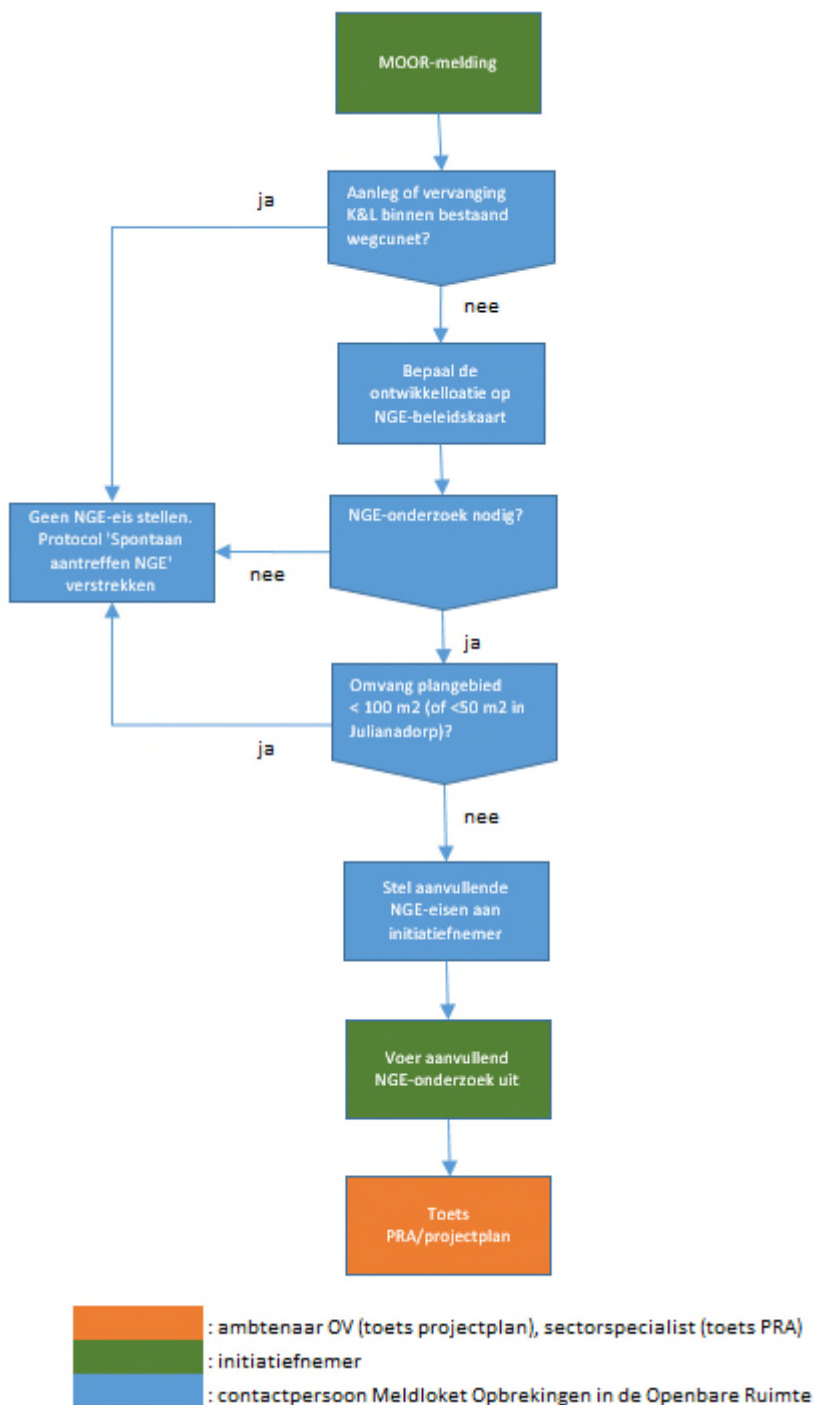 MOOR-melding
Aanleg of vervanging
K&L binnen bestaand
wegcunet?
ja
nee
Bepaal de
ontwikkelloatie op
NGE-beleidskaart
NGE-onderzoek nodig?
Geen NGE-eis stellen.
Protocol 'Spontaan
aantreffen NGE'
verstrekken
nee
ja
Omvang plangebied
< 100 m2 (of <50 m2 in
Julianadorp)?
ja
nee
Stel aanvullende
NGE-eisen aan
initiatiefnemer
Voer aanvullend
NGE-onderzoek uit
Toets
PRA/projectplan
: ambtenaar OV (toets projectplan), sectorspecialist (toets PRA)
: initiatiefnemer
: contactpersoon Meldloket Opbrekingen in de Openbare Ruimte